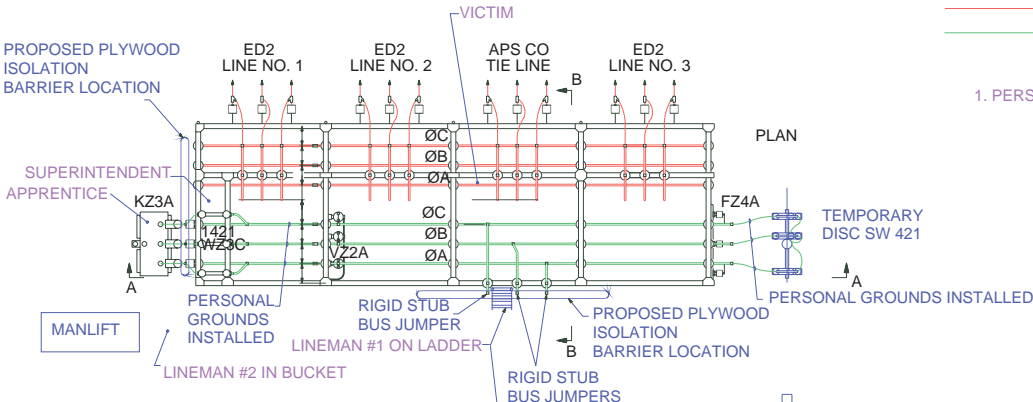 VICTIM
PROPOSED PLYWOOD
ISOLATION
BARRIER LOCATION
ED2
LINE NO. 1
ED2
LINE NO. 2
APS CO
TIE LINE
ED2
LINE NO. 3
B
1. PERS
PLAN
ØC
ØB
ØA
SUPERINTENDENT
APPRENTICE
KZ3A
FZ4A
ØC
ØB
ØA
1421
WZ3C
VZ2A
TEMPORARY
DISC SW 421
A
A
PERSONAL
GROUNDS
INSTALLED
RIGID STUB
BUS JUMPER
PROPOSED PLYWOOD
ISOLATION
BARRIER LOCATION
PERSONAL GROUNDS INSTALLED
MANLIFT
LINEMAN #1 ON LADDER
B
LINEMAN #2 IN BUCKET
RIGID STUB
BUS JUMPERS